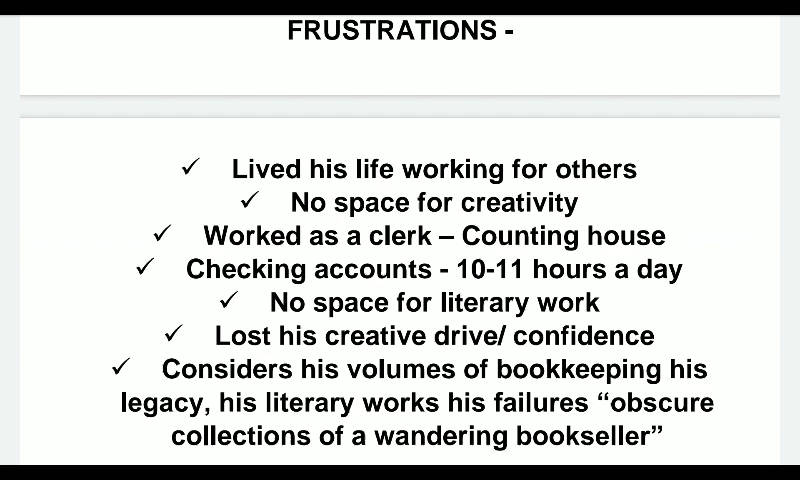 FRUSTRATIONS -
✓ Lived his life working for others
✓ No space for creativity
✓ Worked as a clerk – Counting house
✓ Checking accounts - 10-11 hours a day
✓ No space for literary work
✓ Lost his creative drive/ confidence
✓ Considers his volumes of bookkeeping his
legacy, his literary works his failures “obscure
collections of a wandering bookseller”